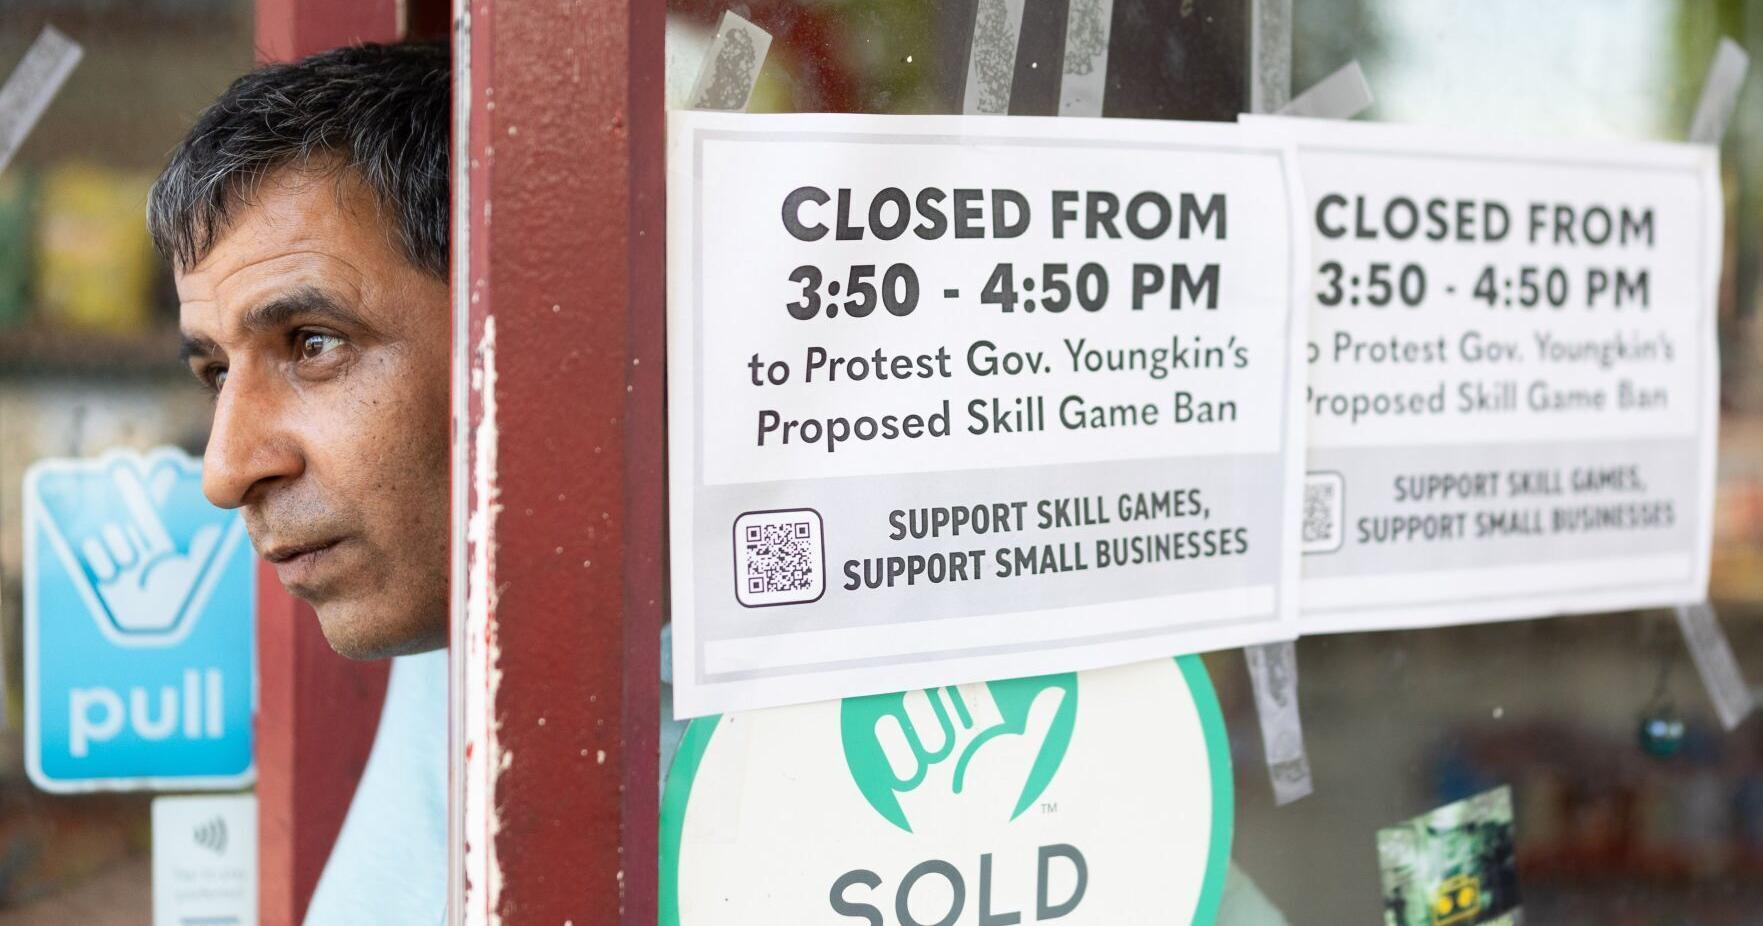 CLOSED FROM
3:50 - 4:50 PM
to Protest Gov. Youngkin's
Proposed Skill Game Ban
SUPPORT SKILL GAMES,
SUPPORT SMALL BUSINESSES
CLOSED FROM
3:50 - 4:50 PM
Protest Gov. Youngkin's
Proposed Skill Game Ban
SUPPORT SKILL GAMES,
SUPPORT SMALL BUSINESSES
pull
TM
SOLD